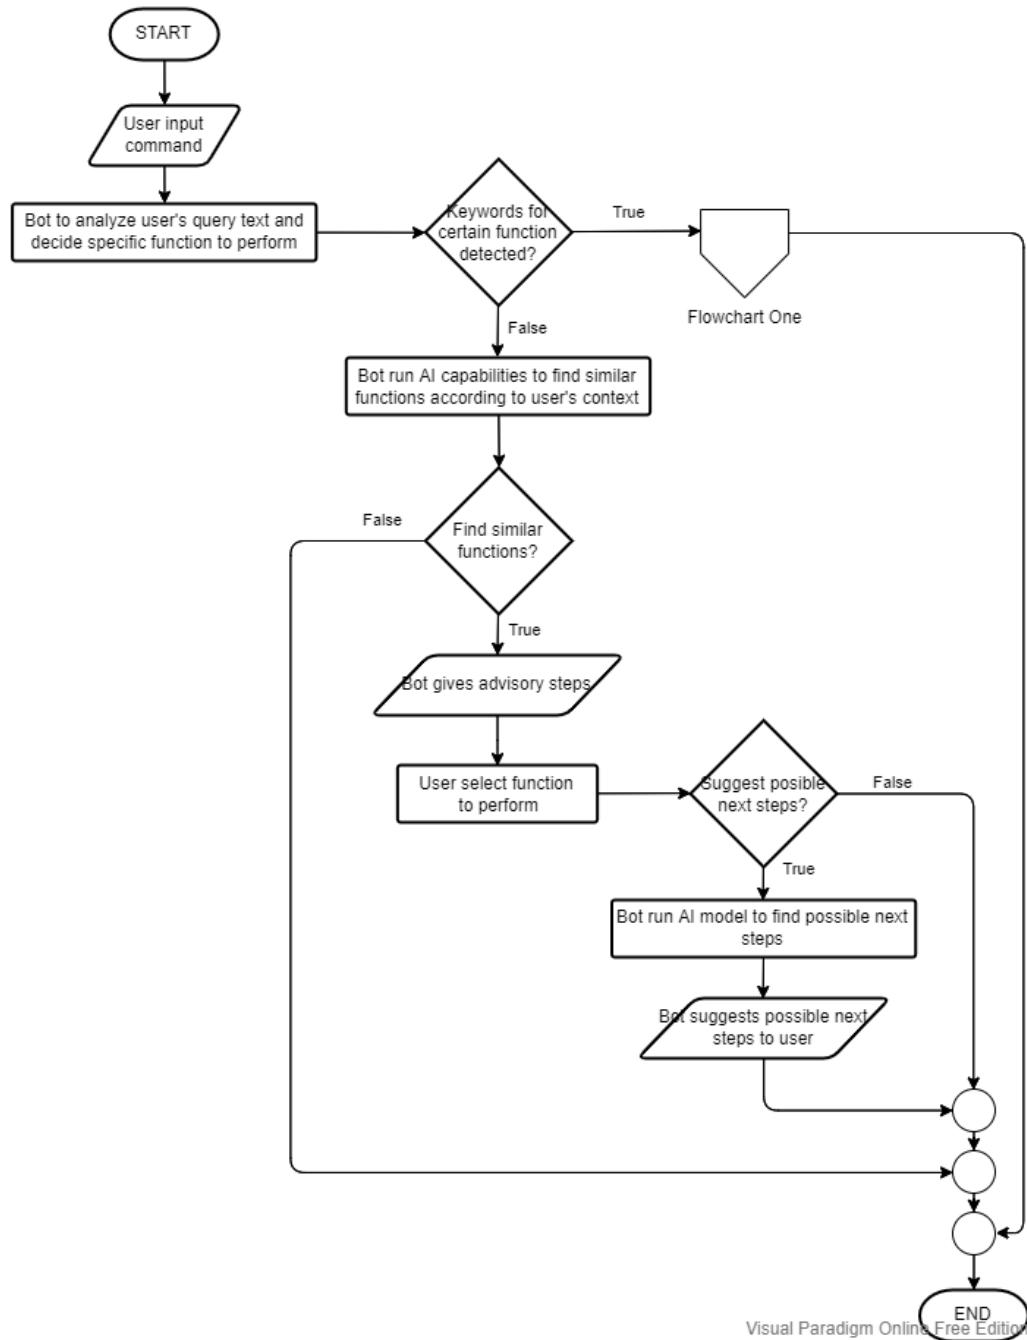 START
User input
command
Bot to analyze user's query text and
decide specific function to perform
Keywords for
certain function
detected?
True
Flowchart One
False
Bot run AI capabilities to find similar
functions according to user's context
False
Find similar
functions?
True
Bot gives advisory steps
User select function
to perform
Suggest posible
next steps?
False
True
Bot run AI model to find possible next
steps
Bot suggests possible next
steps to user
END
Visual Paradigm Online Free Edition